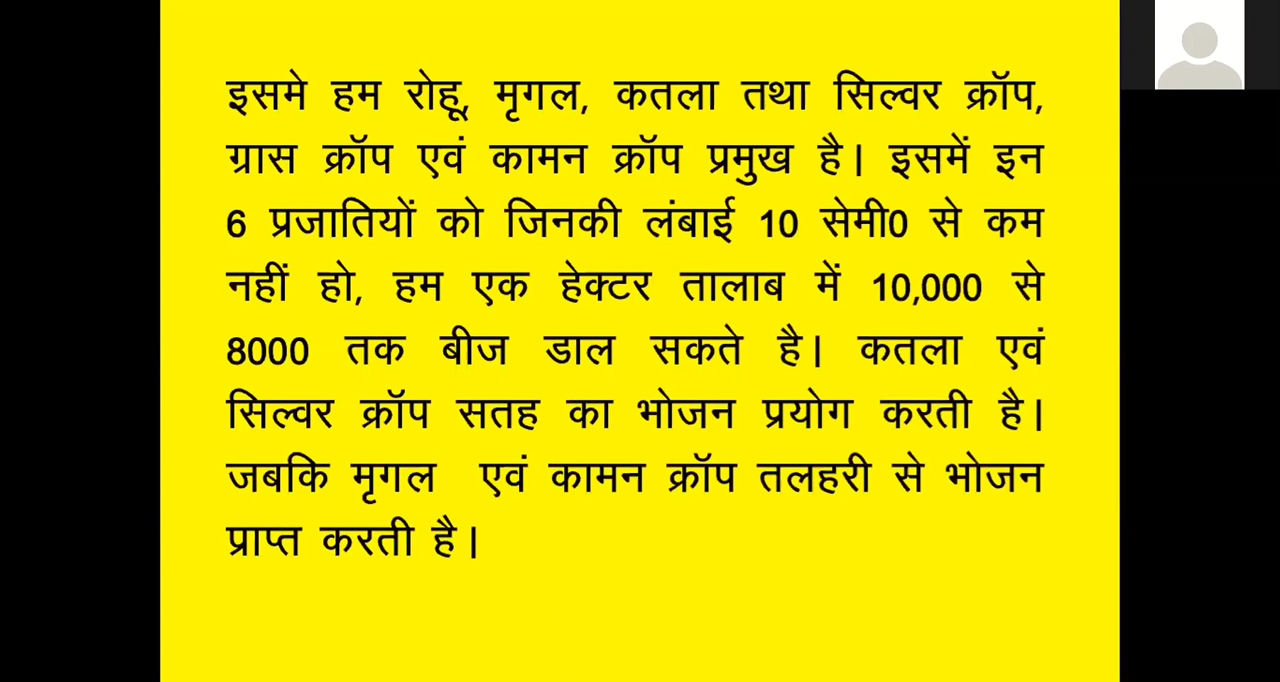 इसमे हम रोहू, मृगल, कतला तथा सिल्वर क्रॉप,
ग्रास क्रॉप एवं कामन क्रॉप प्रमुख है। इसमें इन
6 प्रजातियों को जिनकी लंबाई 10 सेमी0 से कम
नहीं हो, हम एक हेक्टर तालाब में 10,000 से
8000 तक बीज डाल सकते है। कतला एवं
सिल्वर क्रॉप सतह का भोजन प्रयोग करती है।
जबकि मृगल एवं कामन क्रॉप तलहरी से भोजन
प्राप्त करती है।